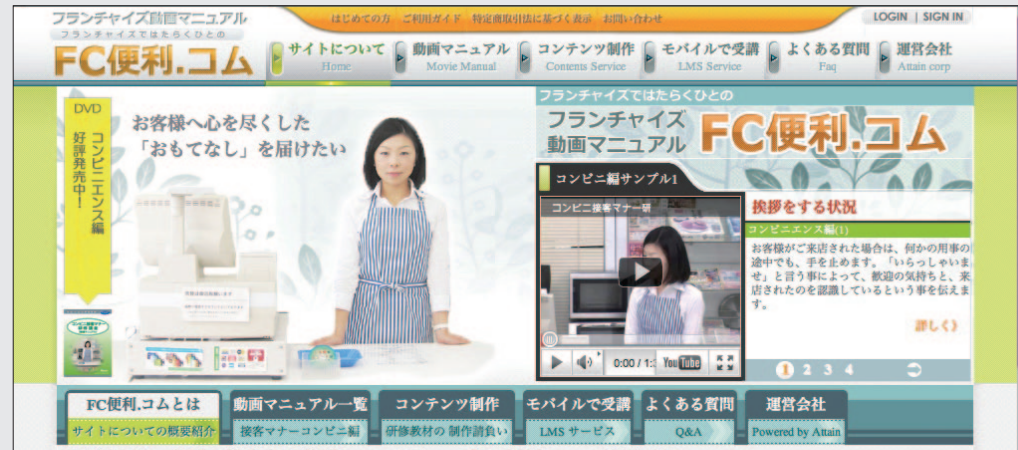 フランチャイズ動画マニュアル
フランチャイズではたらくひとの
FC便利.コム
はじめての方 ご利用ガイド 特定商取引法に基づく表示 お問い合わせ
LOGIN | SIGN IN
サイトについて
Home
動画マニュアル
Movie Manual
コンテンツ制作
Contents Service
モバイルで受講
LMS Service
よくある質問
Faq
運営会社
Attain corp
DVD
コンビニエンス編
好評発売中！
お客様へ心を尽くした
「おもてなし」を届けたい
フランチャイズではたらくひとの
フランチャイズ
動画マニュアル
FC便利.コム
コンビニ編サンプル1
コンビニ接客マナー研
0:00 / 1:
YouTube
挨拶をする状況
コンビニエンス編(1)
お客様がご来店された場合は、何かの用事の
途中でも、手を止めます。「いらっしゃいま
せ」と言う事によって、歓迎の気持ちと、来
店されたのを認識しているという事を伝えま
す。
詳しく》
1 2 3 4
FC便利.コムとは
サイトについての概要紹介
動画マニュアル一覧
接客マナーコンビニ編
コンテンツ制作
研修教材の 制作請負い
モバイルで受講
LMS サービス
よくある質問
Q&A
運営会社
Powered by Attain